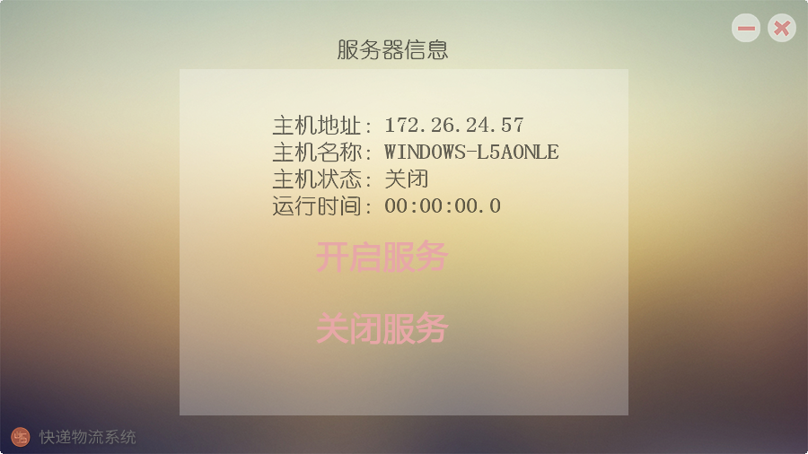 服务器信息
主机地址: 172.26.24.57
主机名称: WINDOWS-L5AONLE
主机状态: 关闭
运行时间: 00:00:00.0
开启服务
关闭服务
快递物流系统